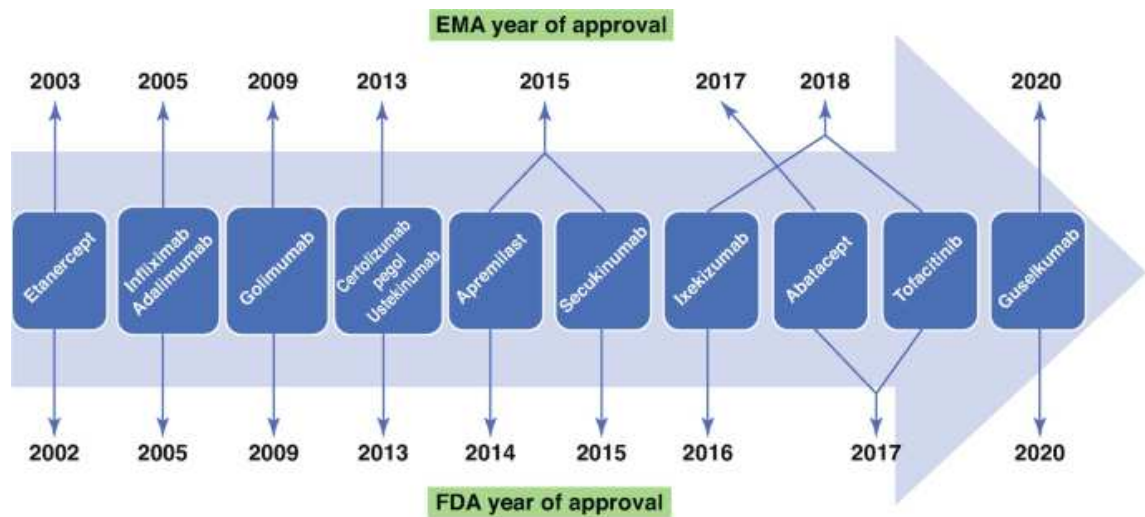 EMA year of approval
2003 2005 2009 2013 2015 2017 2018 2020
Etanercept
Infliximab
Adalimumab
Golimumab
Certolizumab
pegol
Ustekinumab
Apremilast
Secukinumab
Ixekizumab
Abatacept
Tofacitinib
Guselkumab
2002 2005 2009 2013 2014 2015 2016 2017 2020
FDA year of approval